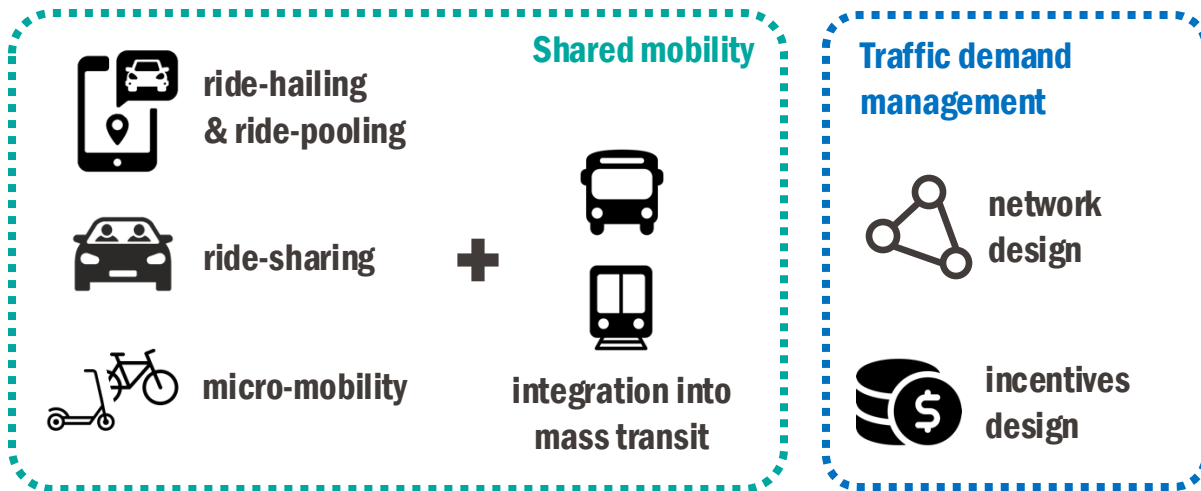 Shared mobility
ride-hailing
& ride-pooling
ride-sharing
micro-mobility
integration into
mass transit
Traffic demand
management
network
design
$
incentives
design